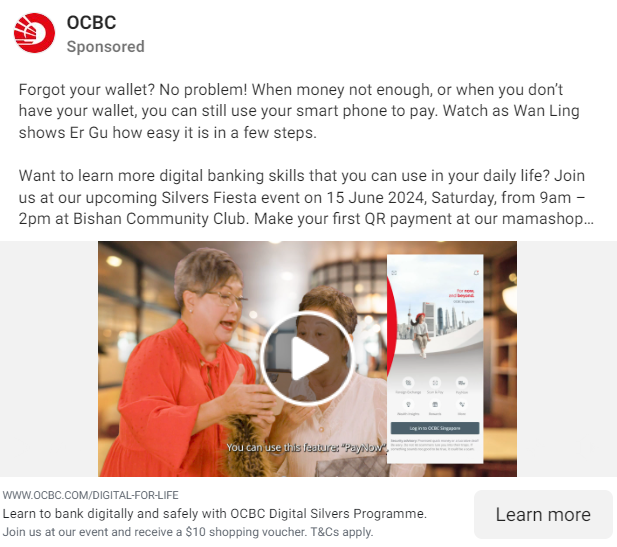 OCBC
Sponsored
Forgot your wallet? No problem! When money not enough, or when you don't
have your wallet, you can still use your smart phone to pay. Watch as Wan Ling
shows Er Gu how easy it is in a few steps.
Want to learn more digital banking skills that you can use in your daily life? Join
us at our upcoming Silvers Fiesta event on 15 June 2024, Saturday, from 9am –
2pm at Bishan Community Club. Make your first QR payment at our mamashop...
For now,
and beyond.
Log in to OCBC Singapore
You can use this feature: "PayNow",
WWW.OCBC.COM/DIGITAL-FOR-LIFE
Learn to bank digitally and safely with OCBC Digital Silvers Programme.
Join us at our event and receive a $10 shopping voucher. T&Cs apply.
Learn more